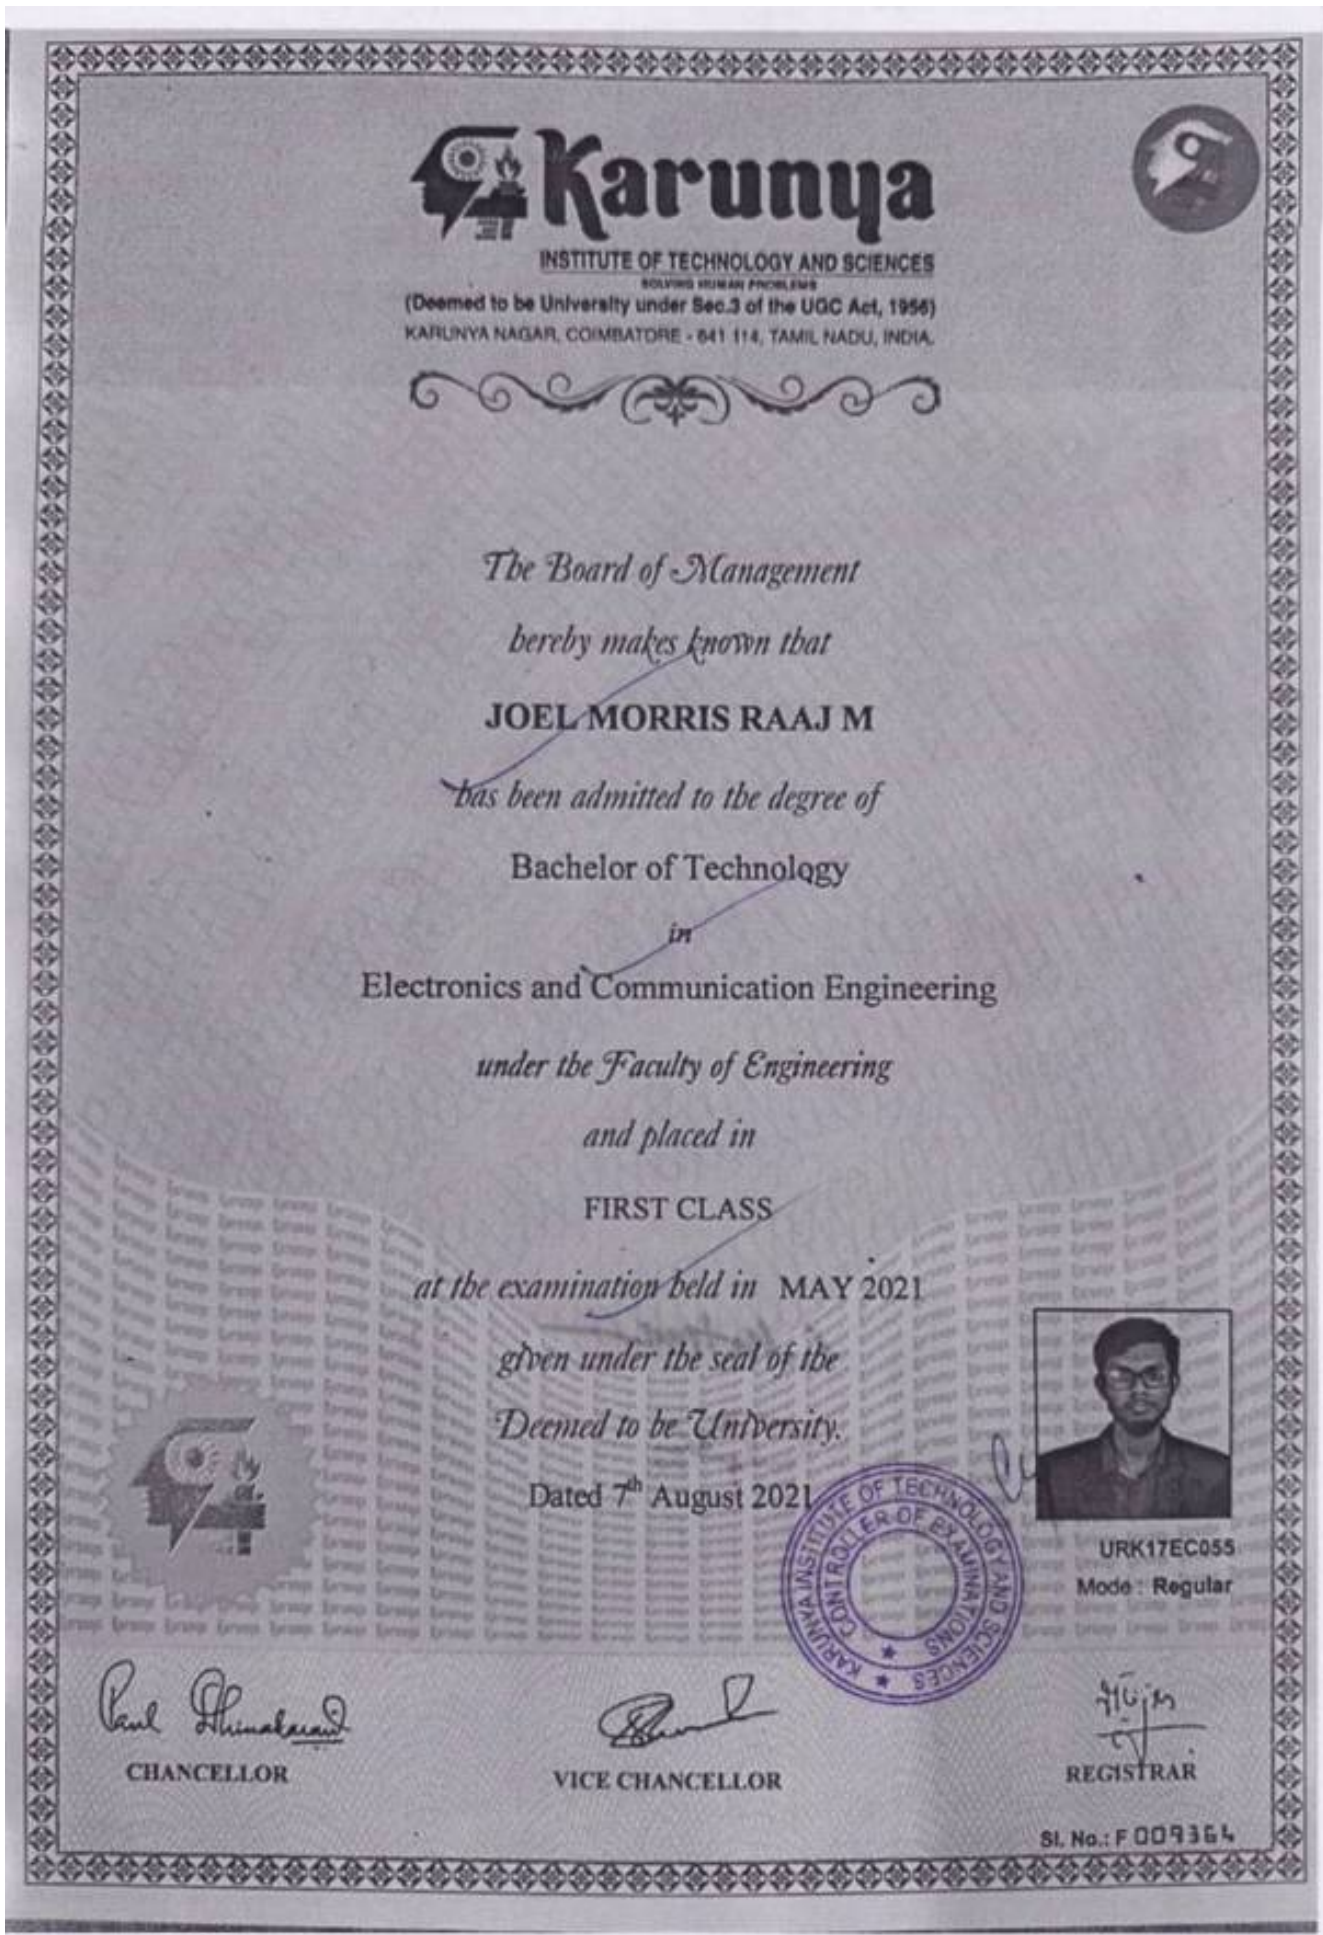 Karunya
INSTITUTE OF TECHNOLOGY AND SCIENCES
SOLVING HUMAN PROBLEMS
(Deemed to be University under Sec.3 of the UGC Act, 1956)
KARUNYA NAGAR, COIMBATORE - 641 114, TAMIL NADU, INDIA.
The Board of Management
hereby makes known that
JOEL MORRIS RAAJ M
has been admitted to the degree of
Bachelor of Technology
in
Electronics and Communication Engineering
under the Faculty of Engineering
and placed in
FIRST CLASS
at the examination held in MAY 2021
given under the seal of the
Deemed to be University.
Dated 7th August 2021
KARUNYA INSTITUTE OF TECHNOLOGY AND SCIENCES
CONTROLLER OF EXAMINATIONS
URK17EC055
Mode : Regular
Paul Dhinakaran
CHANCELLOR
VICE CHANCELLOR
REGISTRAR
Sl. No.: F 009364